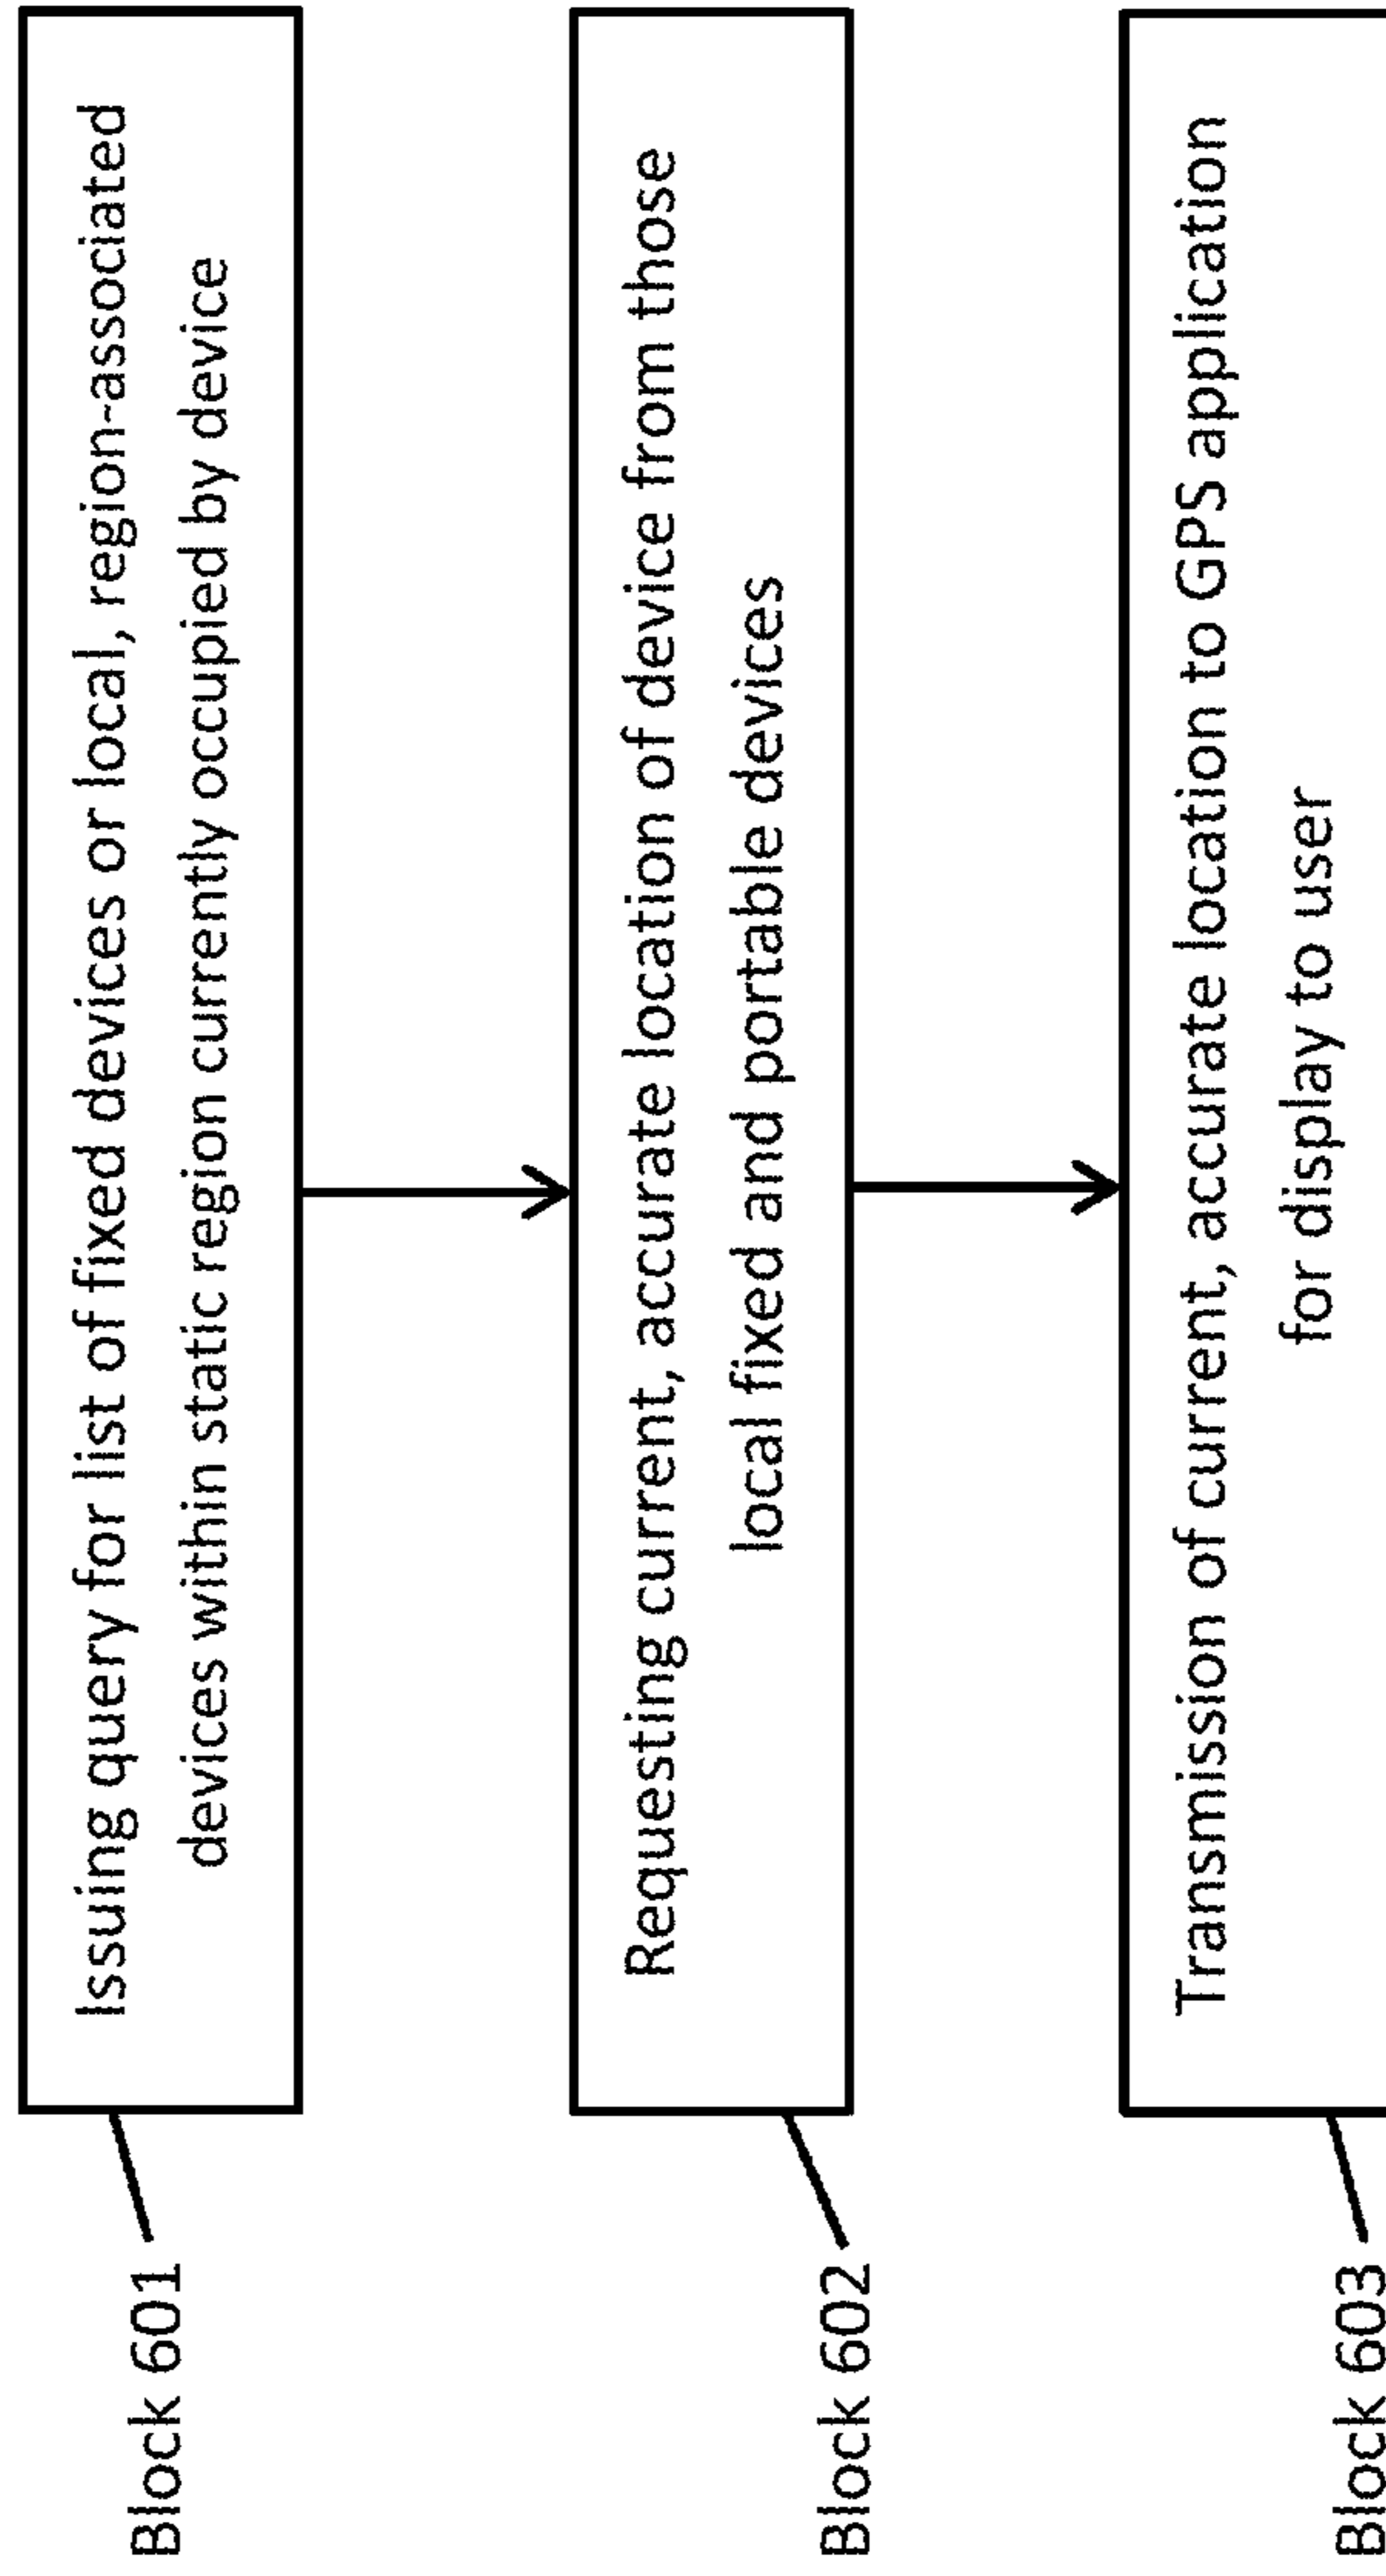 Issuing query for list of fixed devices or local, region-associated
devices within static region currently occupied by device
Block 601
Requesting current, accurate location of device from those
local fixed and portable devices
Block 602
Transmission of current, accurate location to GPS application
for display to user
Block 603